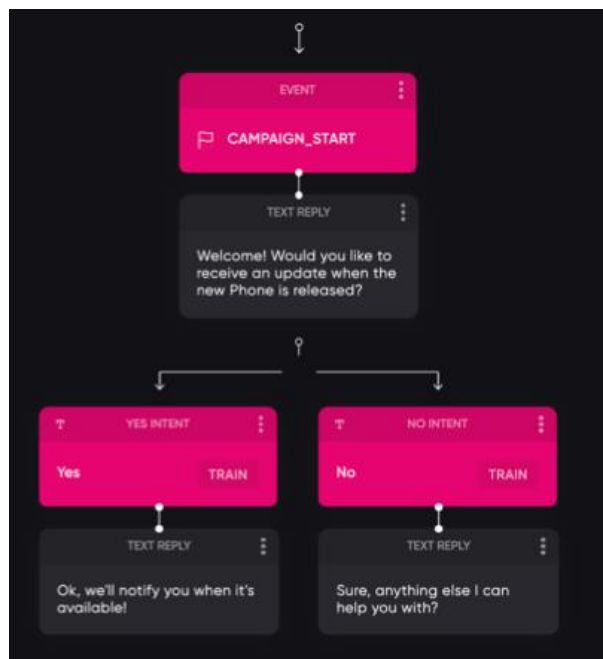 EVENT
CAMPAIGN_START
TEXT REPLY
Welcome! Would you like to
receive an update when the
new Phone is released?
YES INTENT
Yes
TRAIN
TEXT REPLY
Ok, we'll notify you when it's
available!
NO INTENT
No
TRAIN
TEXT REPLY
Sure, anything else I can
help you with?